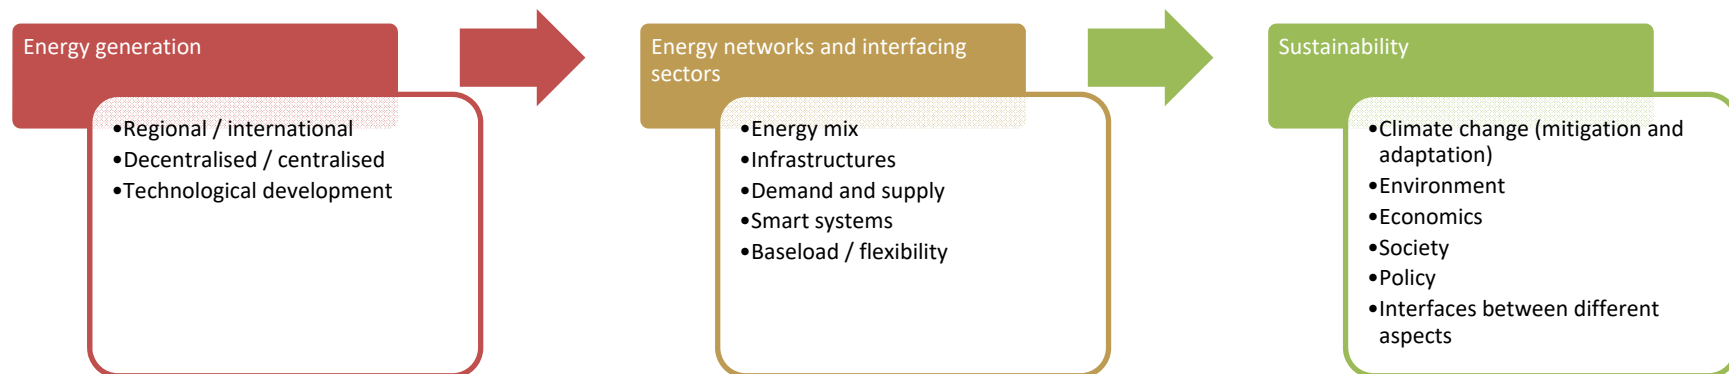 Energy generation
•Regional / international
•Decentralised / centralised
•Technological development
Energy networks and interfacing
sectors
•Energy mix
•Infrastructures
•Demand and supply
•Smart systems
•Baseload / flexibility
Sustainability
•Climate change (mitigation and
adaptation)
•Environment
•Economics
•Society
•Policy
•Interfaces between different
aspects